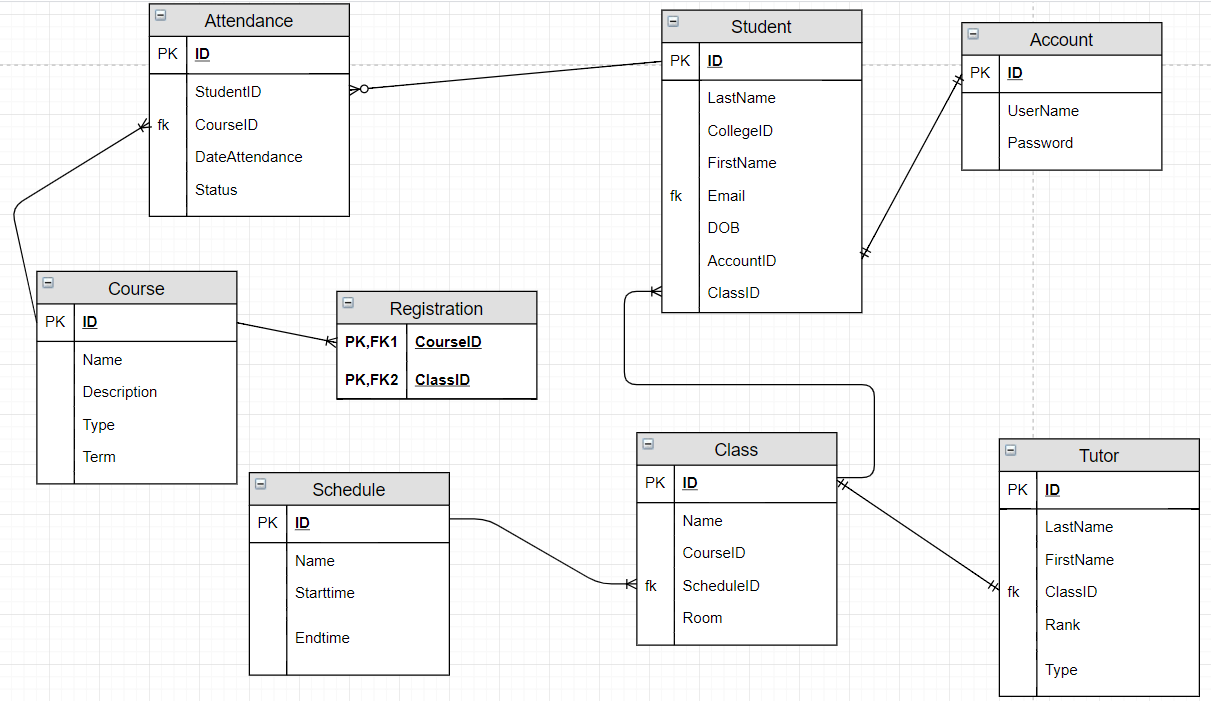 Attendance
PK ID
StudentID
fk CourseID
DateAttendance
Status
Student
PK ID
LastName
CollegeID
FirstName
fk Email
DOB
AccountID
ClassID
Account
PK ID
UserName
Password
Course
PK ID
Name
Description
Type
Term
Registration
PK,FK1 CourseID
PK,FK2 ClassID
Schedule
PK ID
Name
Starttime
Endtime
Class
PK ID
Name
CourseID
fk ScheduleID
Room
Tutor
PK ID
LastName
FirstName
fk ClassID
Rank
Type